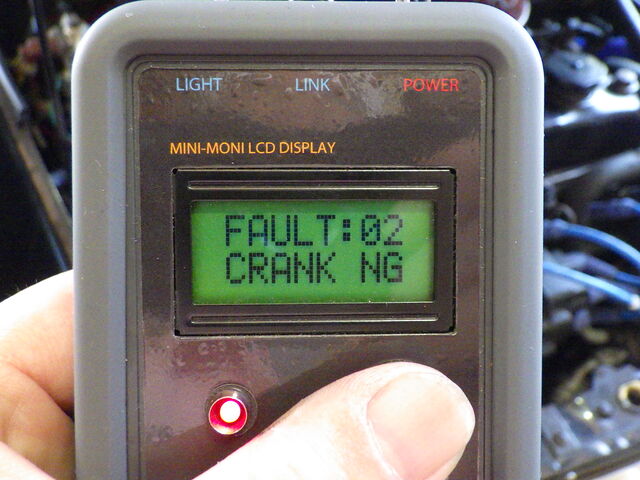 LIGHT LINK POWER
MINI-MONI LCD DISPLAY
FAULT:02
CRANK NG